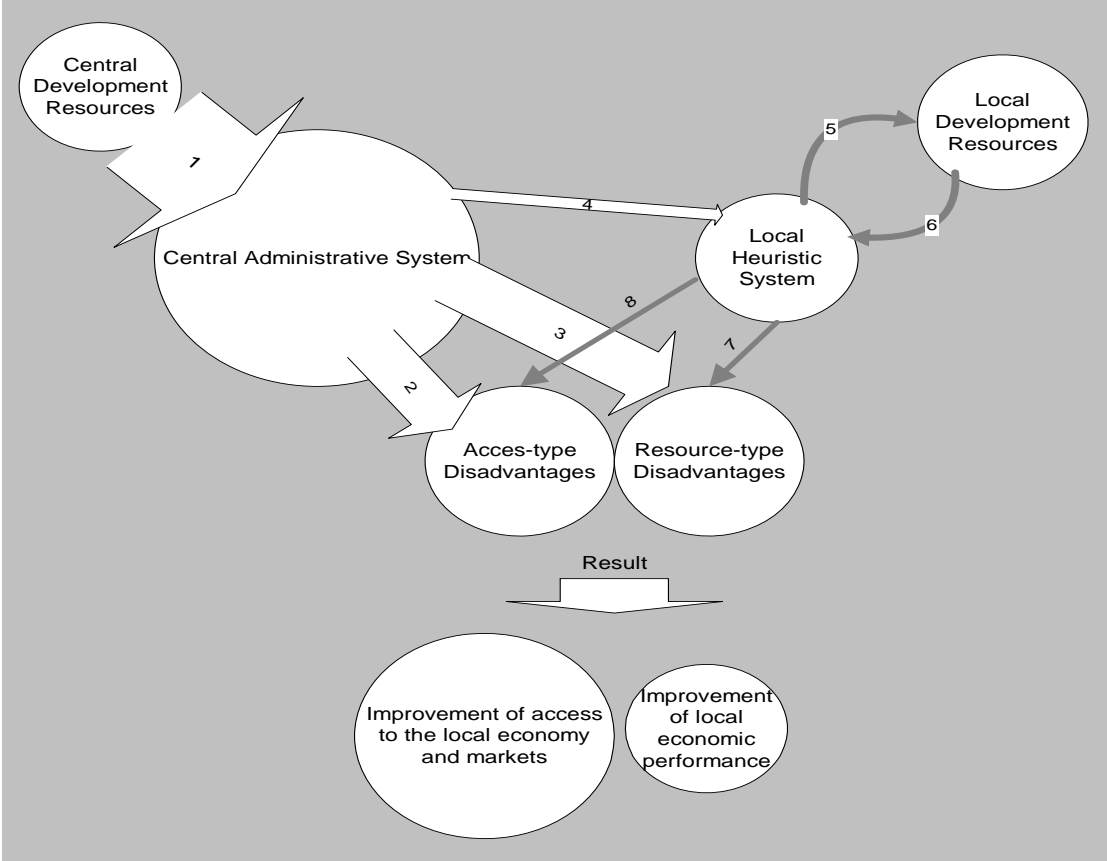 Central
Development
Resources
1
Local
Development
Resources
5
4
6
Local
Heuristic
System
Central Administrative System
8
3
7
2
Acces-type
Disadvantages
Resource-type
Disadvantages
Result
Improvement of access
to the local economy
and markets
Improvement
of local
economic
performance